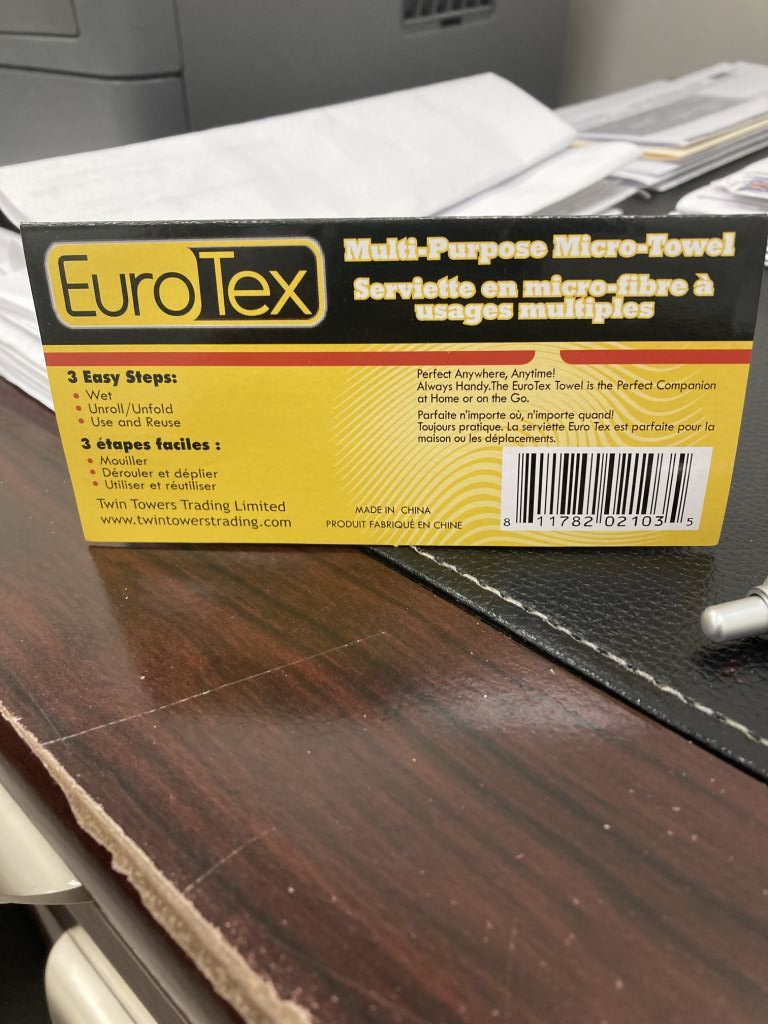 EuroTex
Multi-Purpose Micro-Towel
Serviette en micro-fibre à
usages multiples
3 Easy Steps:
• Wet
• Unroll/Unfold
• Use and Reuse
3 étapes faciles :
• Mouiller
• Dérouler et déplier
• Utiliser et réutiliser
Twin Towers Trading Limited
www.twintowerstrading.com
Perfect Anywhere, Anytime!
Always Handy.The EuroTex Towel is the Perfect Companion
at Home or on the Go.
Parfaite n'importe où, n'importe quand!
Toujours pratique. La serviette Euro Tex est parfaite pour la
maison ou les déplacements.
MADE IN CHINA
PRODUIT FABRIQUÉ EN CHINE
8 11782 02103 5